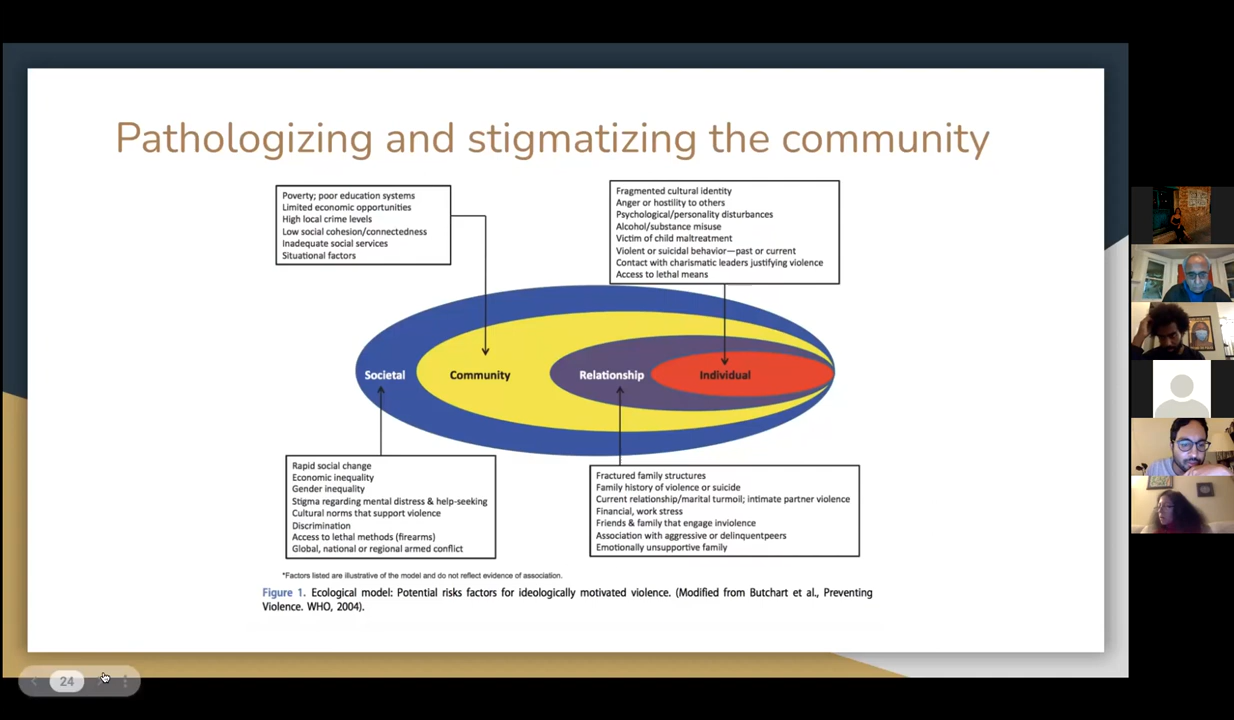 Pathologizing and stigmatizing the community
Poverty; poor education systems
Limited economic opportunities
High local crime levels
Low social cohesion/connectedness
Inadequate social services
Situational factors
Fragmented cultural identity
Anger or hostility to others
Psychological/personality disturbances
Alcohol/substance misuse
Victim of child maltreatment
Violent or suicidal behavior—past or current
Contact with charismatic leaders justifying violence
Access to lethal means
Societal
Community
Relationship
Individual
Rapid social change
Economic inequality
Gender inequality
Stigma regarding mental distress & help-seeking
Cultural norms that support violence
Discrimination
Access to lethal methods (firearms)
Global, national or regional armed conflict
Fractured family structures
Family history of violence or suicide
Current relationship/marital turmoil; intimate partner violence
Financial, work stress
Friends & family that engage inviolence
Association with aggressive or delinquentpeers
Emotionally unsupportive family
*Factors listed are illustrative of the model and do not reflect evidence of association.
Figure 1. Ecological model: Potential risks factors for ideologically motivated violence. (Modified from Butchart et al., Preventing
Violence. WHO, 2004).
24